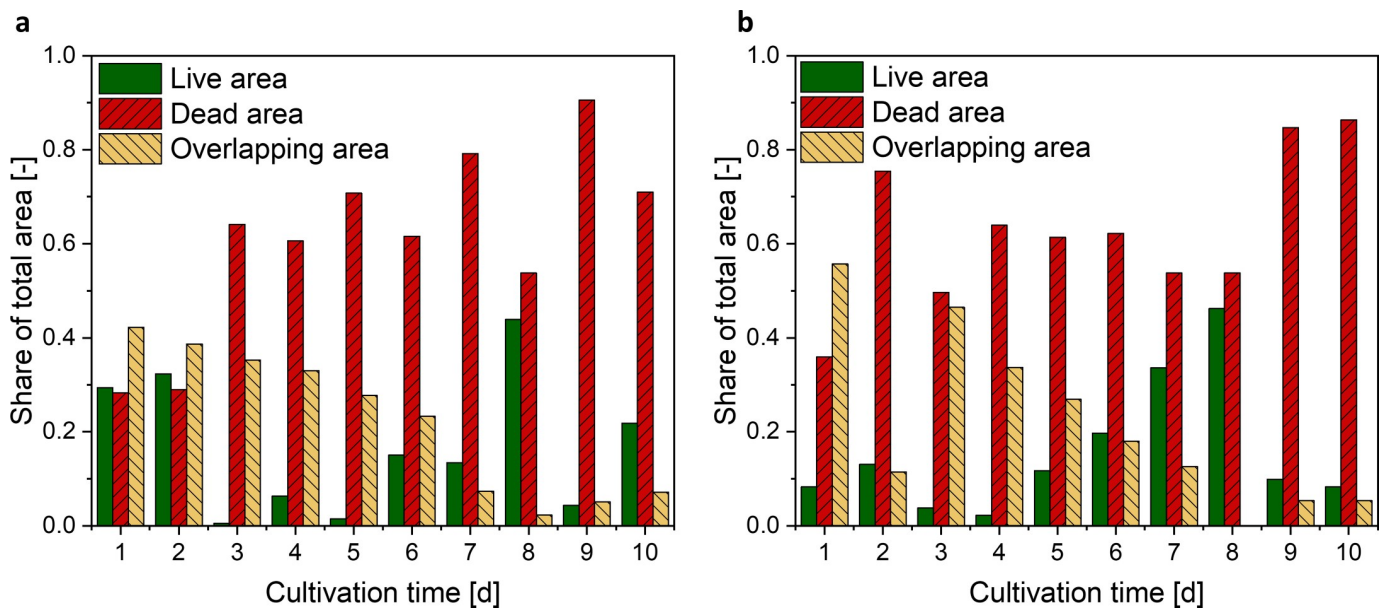 a
1.0
0.8
0.6
0.4
0.2
0.0
Share of total area [-]
Live area
Dead area
Overlapping area
1 2 3 4 5 6 7 8 9 10
Cultivation time [d]
b
1.0
0.8
0.6
0.4
0.2
0.0
Share of total area [-]
Live area
Dead area
Overlapping area
1 2 3 4 5 6 7 8 9 10
Cultivation time [d]